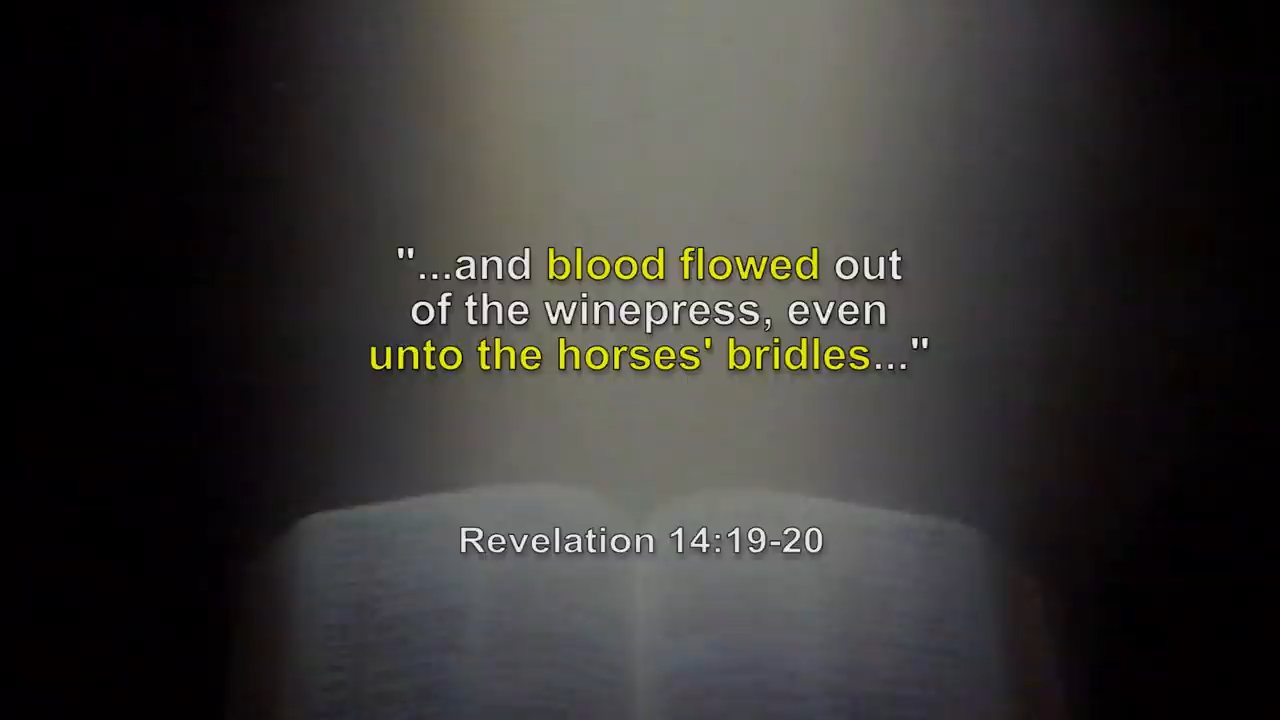 "...and blood flowed out
of the winepress, even
unto the horses' bridles..."
Revelation 14:19-20